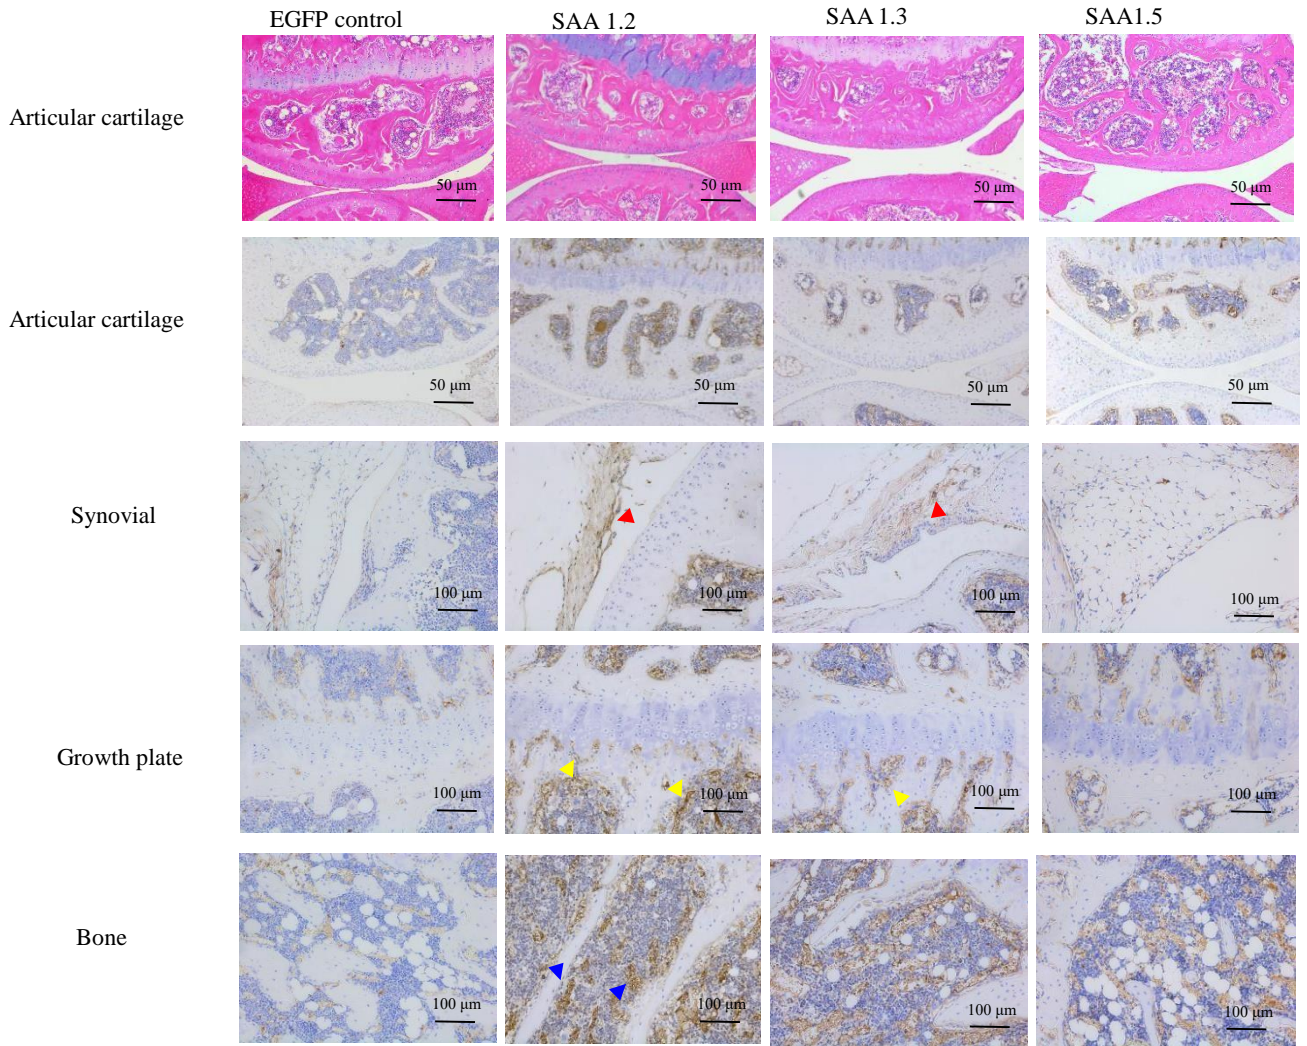 EGFP control SAA 1.2 SAA 1.3 SAA1.5
Articular cartilage
50 μm 50 μm 50 μm 50 μm
Articular cartilage
50 μm 50 μm 50 μm 50 μm
Synovial
100 μm 100 μm 100 μm 100 μm
Growth plate
100 μm 100 μm 100 μm 100 μm
Bone
100 μm 100 μm 100 μm 100 μm